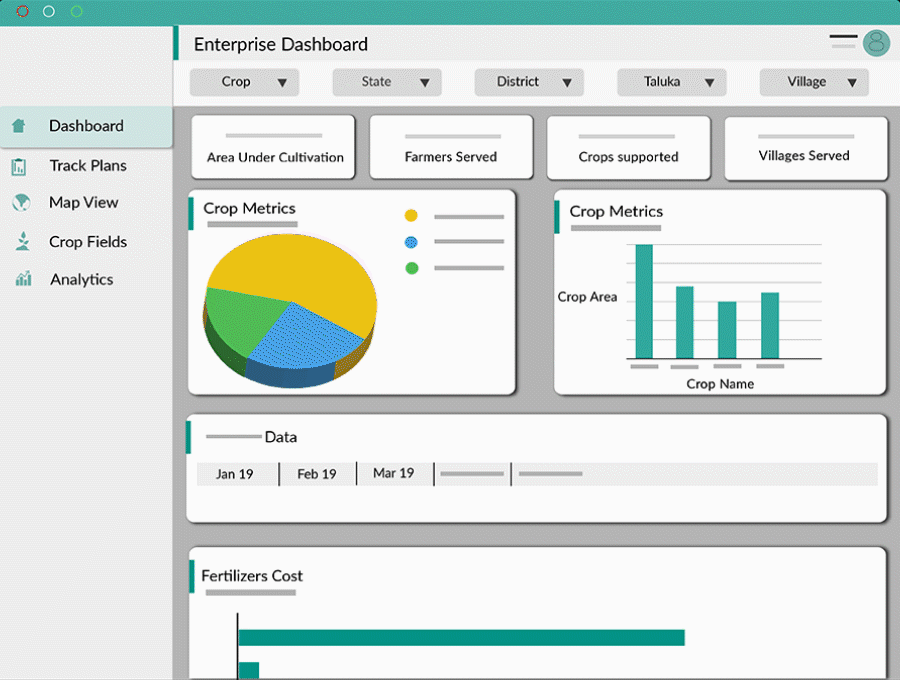 Enterprise Dashboard
Crop State District Taluka Village
Dashboard
Track Plans
Map View
Crop Fields
Analytics
Area Under Cultivation Farmers Served Crops supported Villages Served
Crop Metrics
Crop Metrics
Crop Area
Crop Name
Data
Jan 19 Feb 19 Mar 19
Fertilizers Cost